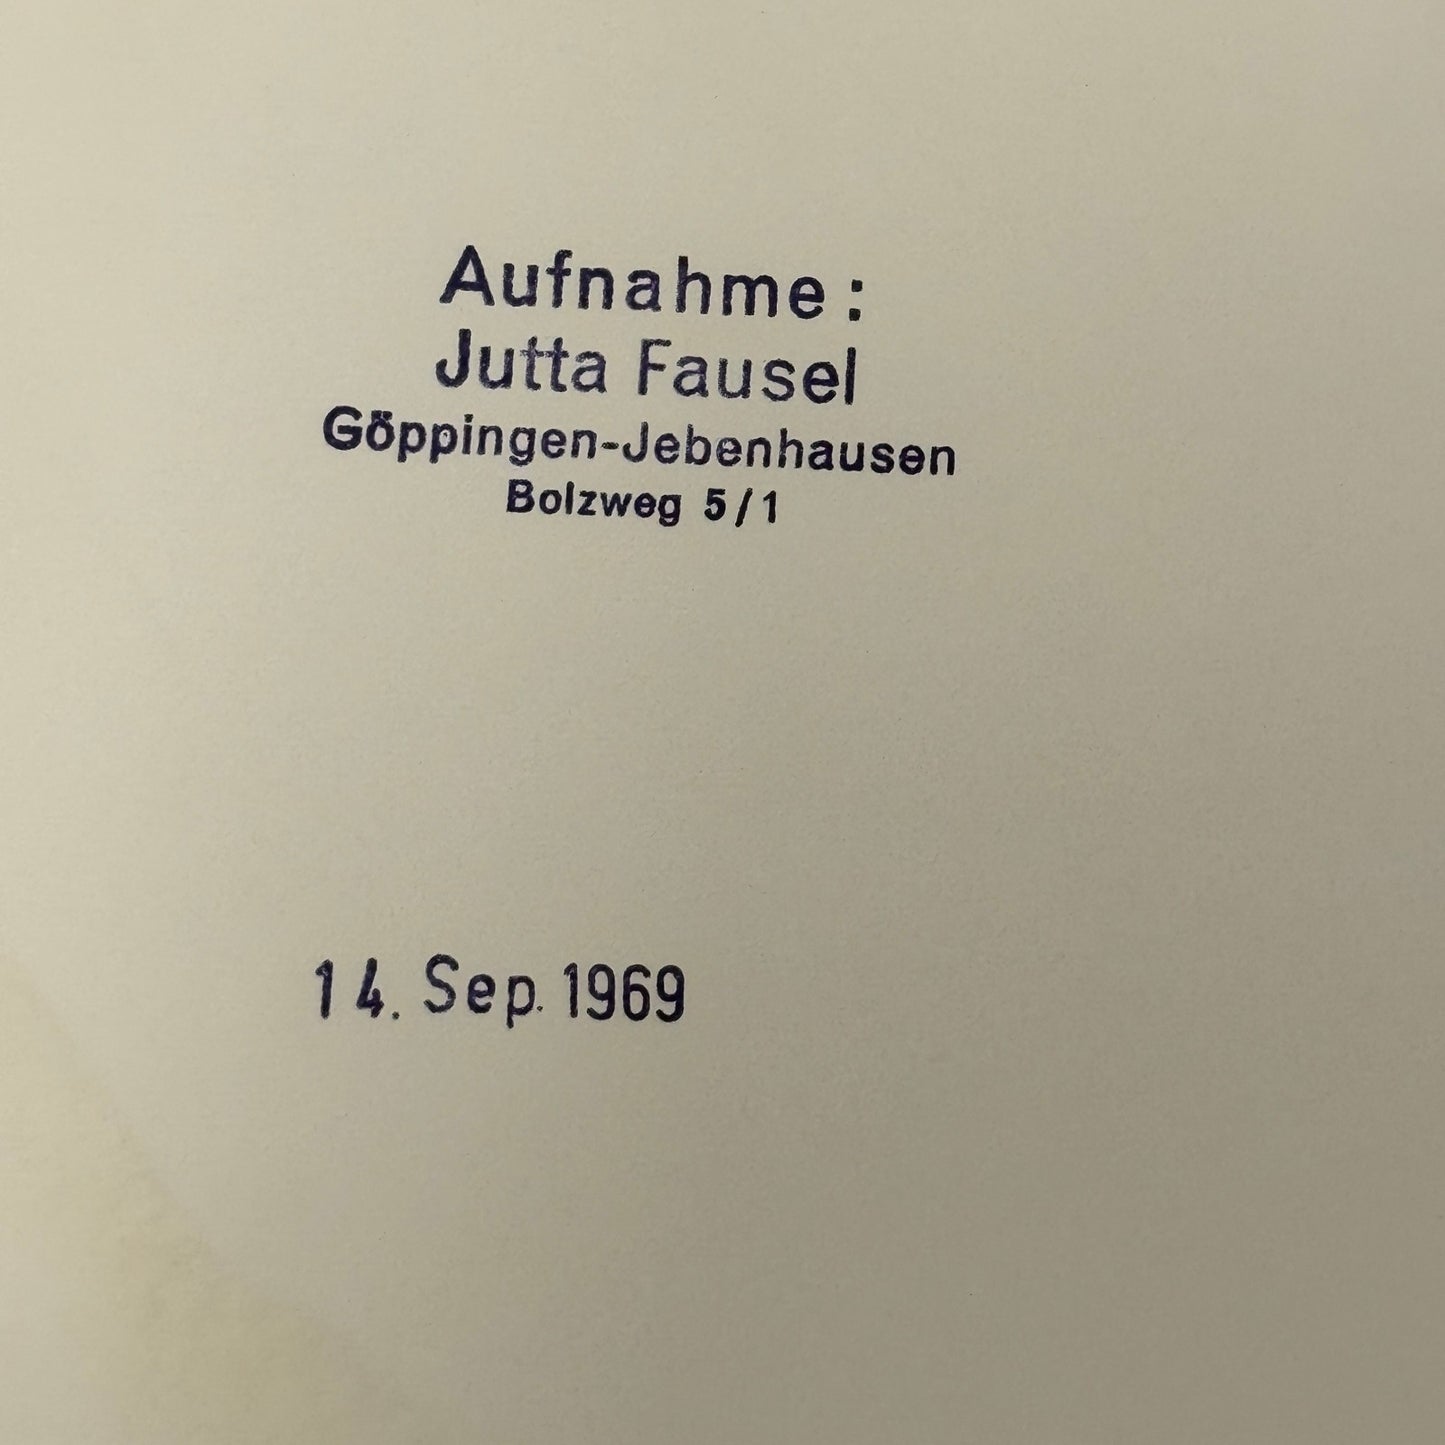 Aufnahme:
Jutta Fausel
Göppingen-Jebenhausen
Bolzweg 5/1
14. Sep. 1969